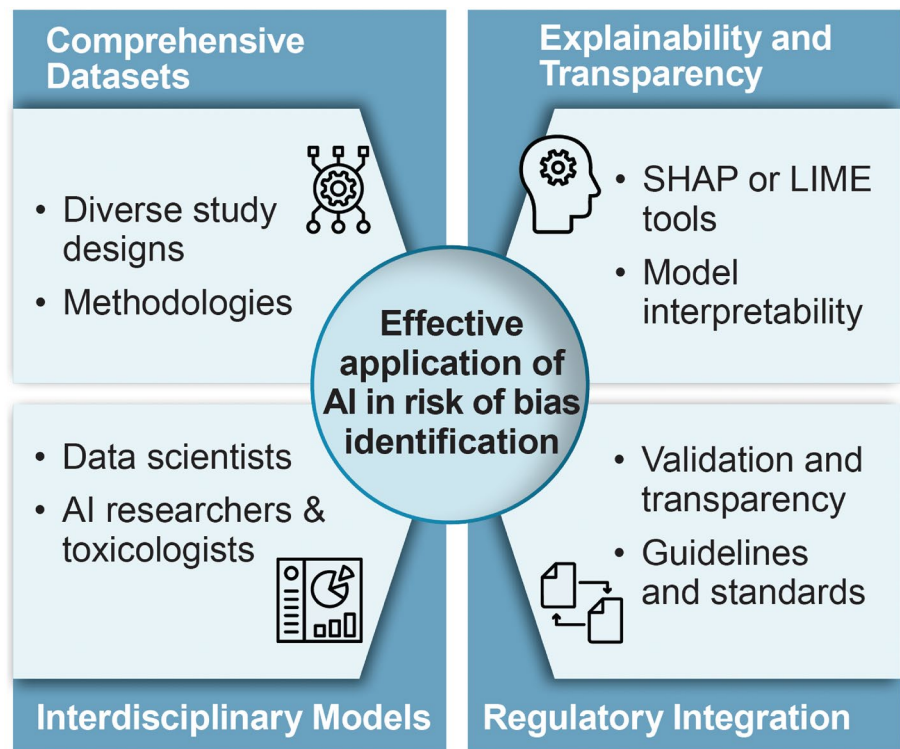 Comprehensive
Datasets
• Diverse study
designs
• Methodologies
Explainability and
Transparency
• SHAP or LIME
tools
• Model
interpretability
Effective
application of
AI in risk of bias
identification
• Data scientists
• AI researchers &
toxicologists
Interdisciplinary Models
• Validation and
transparency
• Guidelines
and standards
Regulatory Integration